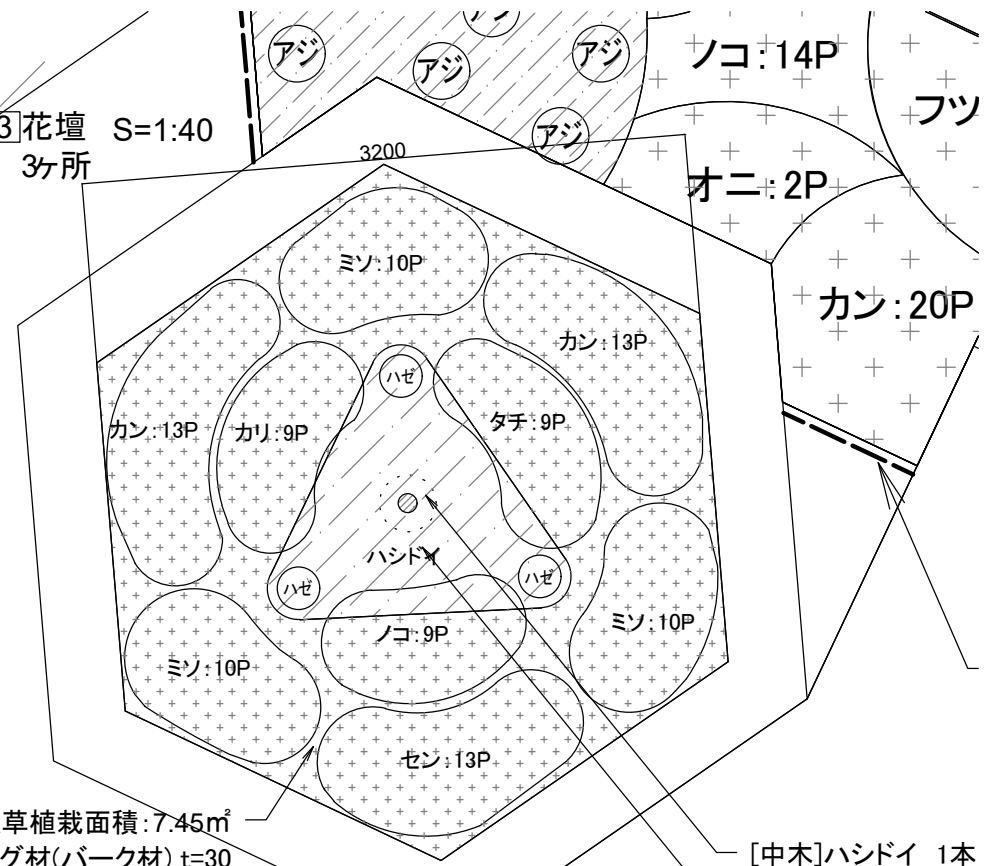 アジ
アジ
アジ
アジ
アジ
ノコ:14P
フツ
3 花壇 S=1:40
3ヶ所
3200
オニ:2P
ミソ:10P
カン:20P
カン:13P
ハゼ
カン:13P
カリ:9P
タチ:9P
ハシドイ
ハゼ
ハゼ
ノコ:9P
ミソ:10P
ミソ:10P
セン:13P
草植栽面積:7.45㎡
グ材(バーク材) t=30
[中木]ハシドイ 1本